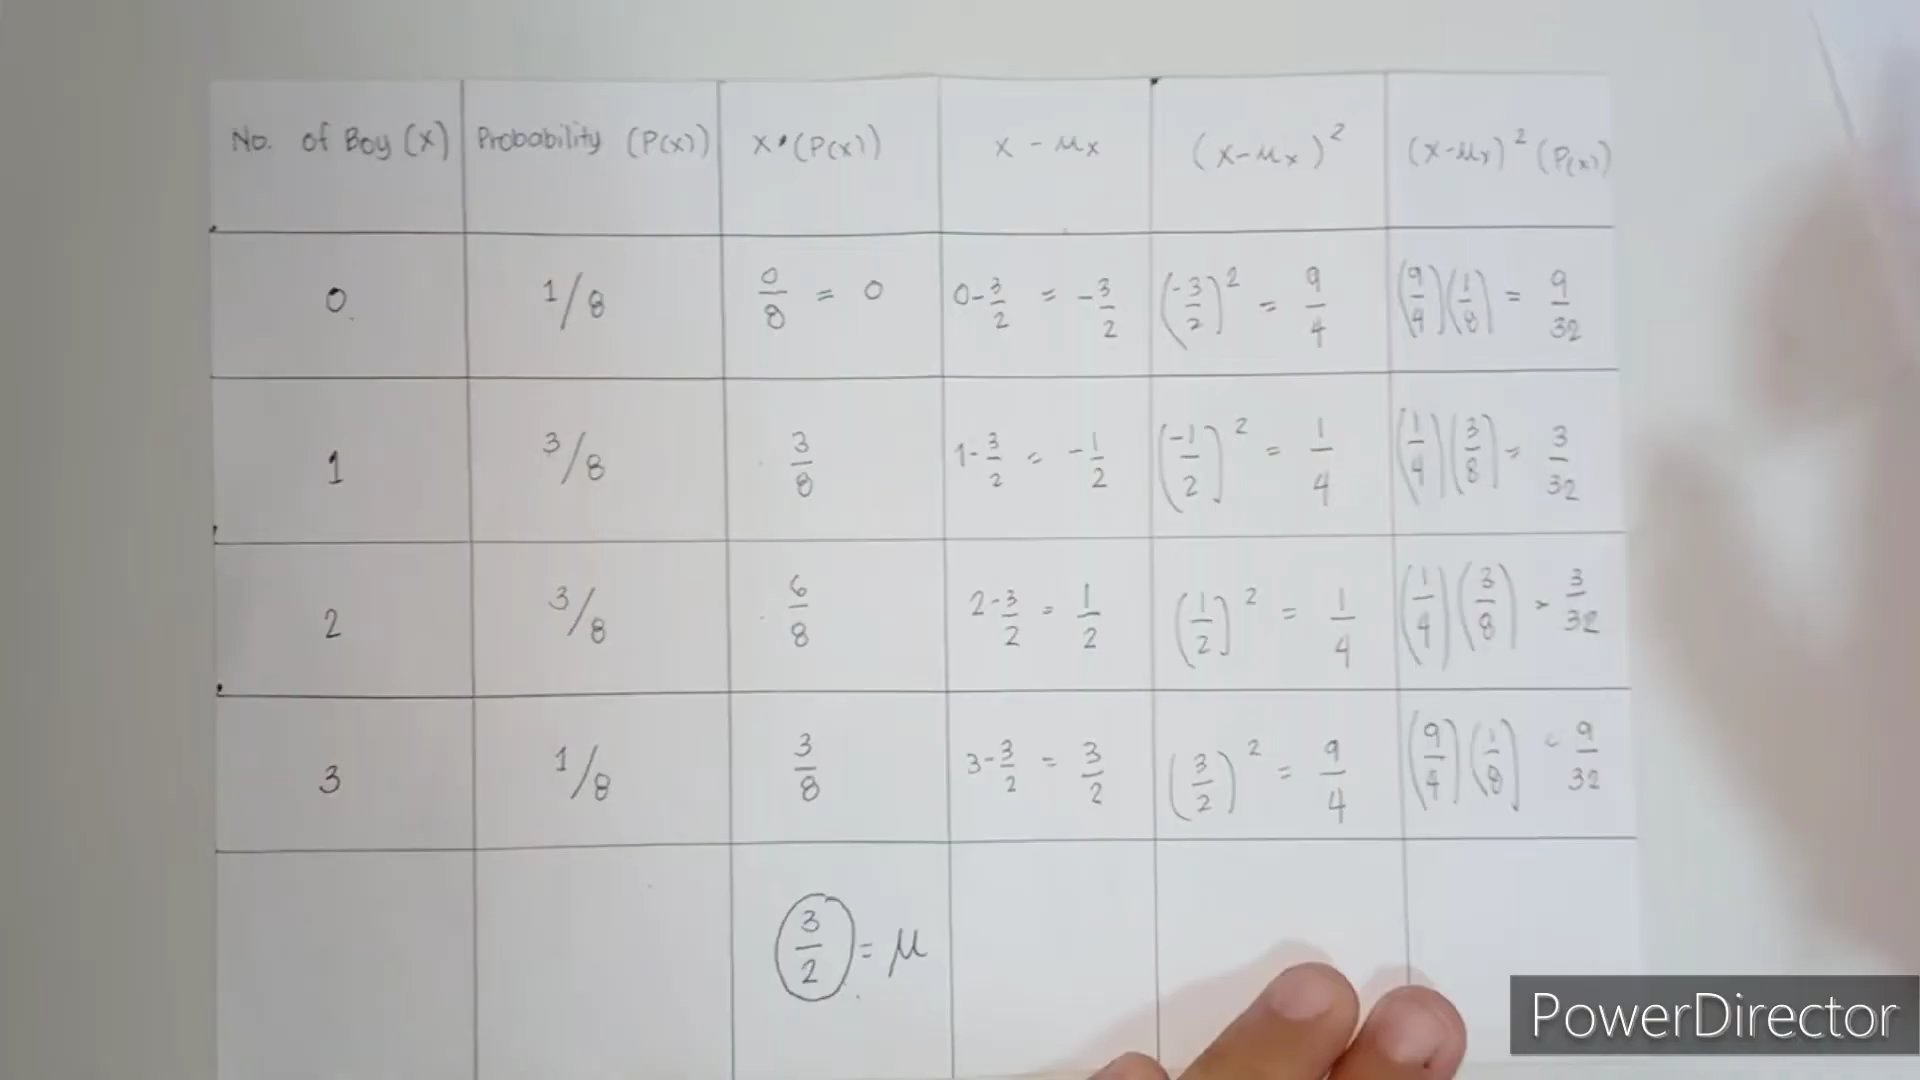 No. of Boy (X) Probability (P(x)) X•(P(x)) X - μx (X-μx)² (X-μx)² (P(x))
0 1/8 0/8 = 0 0-3/2 = -3/2 (-3/2)² = 9/4 (9/4)(1/8) = 9/32
1 3/8 3/8 1-3/2 = -1/2 (-1/2)² = 1/4 (1/4)(3/8) = 3/32
2 3/8 6/8 2-3/2 = 1/2 (1/2)² = 1/4 (1/4)(3/8) = 3/32
3 1/8 3/8 3-3/2 = 3/2 (3/2)² = 9/4 (9/4)(1/8) = 9/32
3/2 = μ
PowerDirector